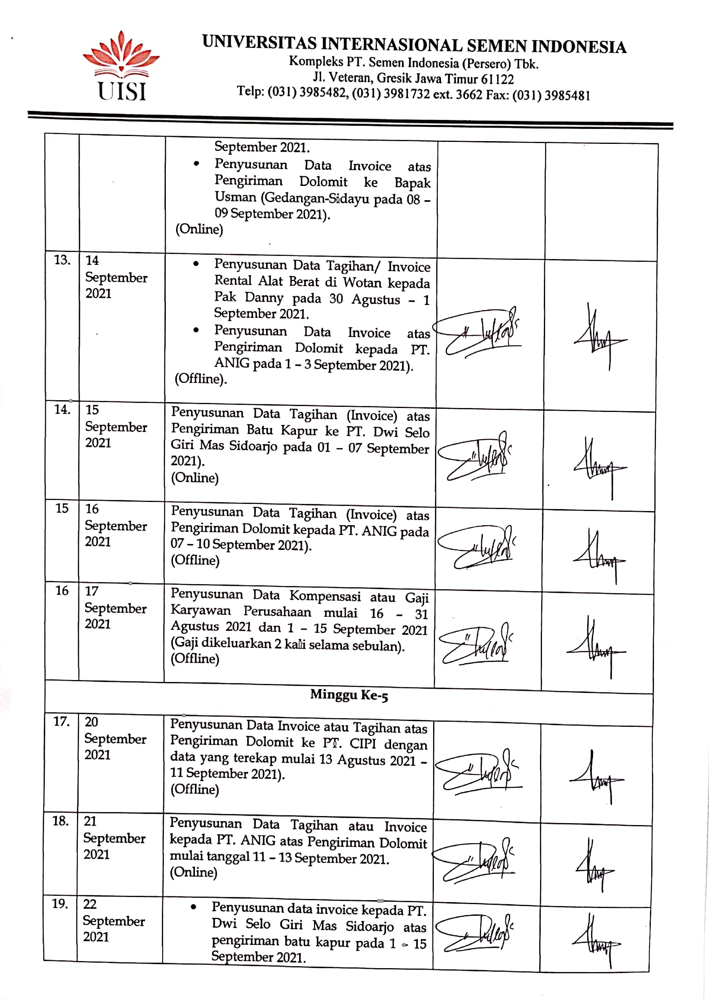 UISI
UNIVERSITAS INTERNASIONAL SEMEN INDONESIA
Kompleks PT. Semen Indonesia (Persero) Tbk.
Jl. Veteran, Gresik Jawa Timur 61122
Telp: (031) 3985482, (031) 3981732 ext. 3662 Fax: (031) 3985481
September 2021.
• Penyusunan Data Invoice atas
Pengiriman Dolomit ke Bapak
Usman (Gedangan-Sidayu pada 08 –
09 September 2021).
(Online)
13.
14
September
2021
• Penyusunan Data Tagihan/ Invoice
Rental Alat Berat di Wotan kepada
Pak Danny pada 30 Agustus – 1
September 2021.
• Penyusunan Data Invoice atas
Pengiriman Dolomit kepada PT.
ANIG pada 1 – 3 September 2021).
(Offline).
14.
15
September
2021
Penyusunan Data Tagihan (Invoice) atas
Pengiriman Batu Kapur ke PT. Dwi Selo
Giri Mas Sidoarjo pada 01 – 07 September
2021).
(Online)
15
16
September
2021
Penyusunan Data Tagihan (Invoice) atas
Pengiriman Dolomit kepada PT. ANIG pada
07 – 10 September 2021).
(Offline)
16
17
September
2021
Penyusunan Data Kompensasi atau Gaji
Karyawan Perusahaan mulai 16 – 31
Agustus 2021 dan 1 – 15 September 2021
(Gaji dikeluarkan 2 kali selama sebulan).
(Offline)
Minggu Ke-5
17.
20
September
2021
Penyusunan Data Invoice atau Tagihan atas
Pengiriman Dolomit ke PT. CIPI dengan
data yang terekap mulai 13 Agustus 2021 –
11 September 2021).
(Offline)
18.
21
September
2021
Penyusunan Data Tagihan atau Invoice
kepada PT. ANIG atas Pengiriman Dolomit
mulai tanggal 11 – 13 September 2021.
(Online)
19.
22
September
2021
• Penyusunan data invoice kepada PT.
Dwi Selo Giri Mas Sidoarjo atas
pengiriman batu kapur pada 1 – 15
September 2021.